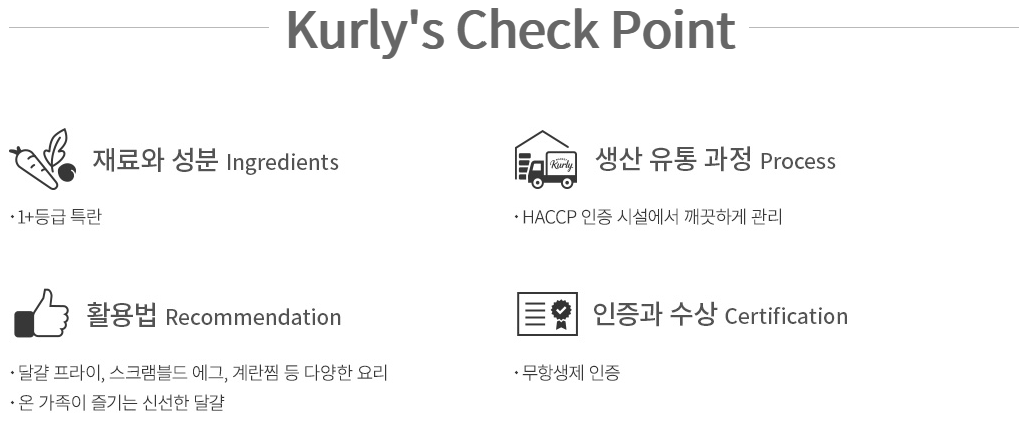 Kurly's Check Point
재료와 성분 Ingredients
· 1+등급 특란
Kurly
생산 유통 과정 Process
· HACCP 인증 시설에서 깨끗하게 관리
활용법 Recommendation
· 달걀 프라이, 스크램블드 에그, 계란찜 등 다양한 요리
· 온 가족이 즐기는 신선한 달걀
인증과 수상 Certification
· 무항생제 인증